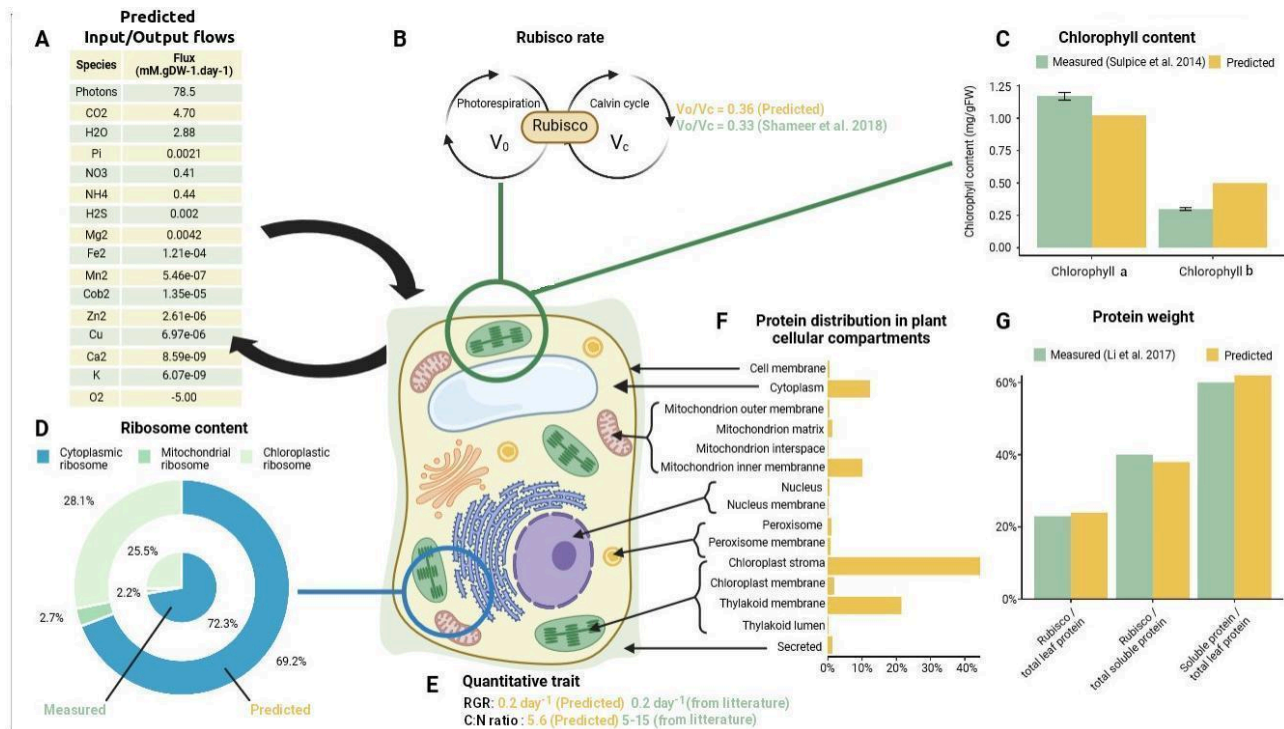 A
Predicted
Input/Output flows
Species Flux
(mM.gDW-1.day-1)
Photons 78.5
CO2 4.70
H2O 2.88
Pi 0.0021
NO3 0.41
NH4 0.44
H2S 0.002
Mg2 0.0042
Fe2 1.21e-04
Mn2 5.46e-07
Cob2 1.35e-05
Zn2 2.61e-06
Cu 6.97e-06
Ca2 8.59e-09
K 6.07e-09
O2 -5.00
B
Rubisco rate
Photorespiration
Calvin cycle
Rubisco
V0
Vc
Vo/Vc = 0.36 (Predicted)
Vo/Vc = 0.33 (Shameer et al. 2018)
C
Chlorophyll content
Measured (Sulpice et al. 2014) Predicted
Chlorophyll content (mg/gFW)
1.25
1.00
0.75
0.50
0.25
0.00
Chlorophyll a Chlorophyll b
D
Ribosome content
Cytoplasmic
ribosome
Mitochondrial
ribosome
Chloroplastic
ribosome
28.1%
25.5%
2.2%
2.7%
72.3%
69.2%
Measured
Predicted
F
Protein distribution in plant
cellular compartments
Cell membrane
Cytoplasm
Mitochondrion outer membrane
Mitochondrion matrix
Mitochondrion interspace
Mitochondrion inner membranne
Nucleus
Nucleus membrane
Peroxisome
Peroxisome membrane
Chloroplast stroma
Chloroplast membrane
Thylakoid membrane
Thylakoid lumen
Secreted
0% 10% 20% 30% 40%
G
Protein weight
Measured (Li et al. 2017) Predicted
60%
40%
20%
0%
Rubisco /
total leaf protein
Rubisco /
total soluble protein
Soluble protein /
total leaf protein
E
Quantitative trait
RGR: 0.2 day-1 (Predicted) 0.2 day-1 (from litterature)
C:N ratio : 5.6 (Predicted) 5-15 (from litterature)